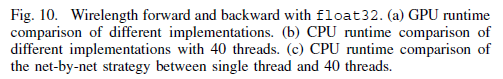 Fig. 10. Wirelength forward and backward with float32. (a) GPU runtime
comparison of different implementations. (b) CPU runtime comparison of
different implementations with 40 threads. (c) CPU runtime comparison of
the net-by-net strategy between single thread and 40 threads.